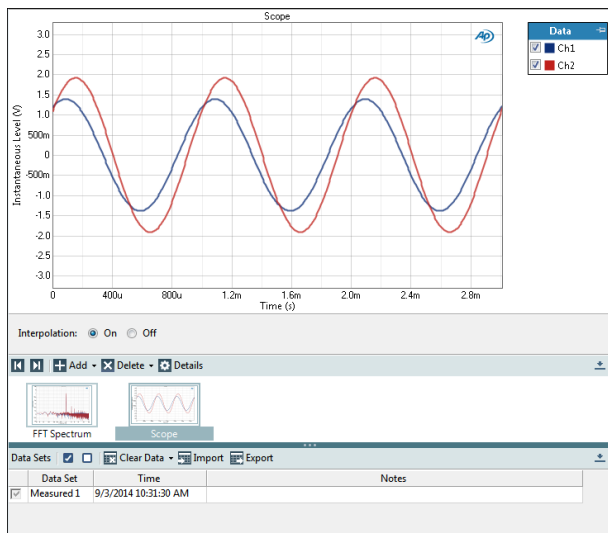 Scope
3.0
2.5
2.0
1.5
1.0
500m
0
-500m
-1.0
-1.5
-2.0
-2.5
-3.0
Instantaneous Level (V)
0
400u
800u
1.2m
1.6m
2.0m
2.4m
2.8m
Time (s)
Ap
Data
Ch1
Ch2
Interpolation: On Off
Add Delete Details
FFT Spectrum
Scope
Data Sets Clear Data Import Export
Data Set Time Notes
Measured 1 9/3/2014 10:31:30 AM